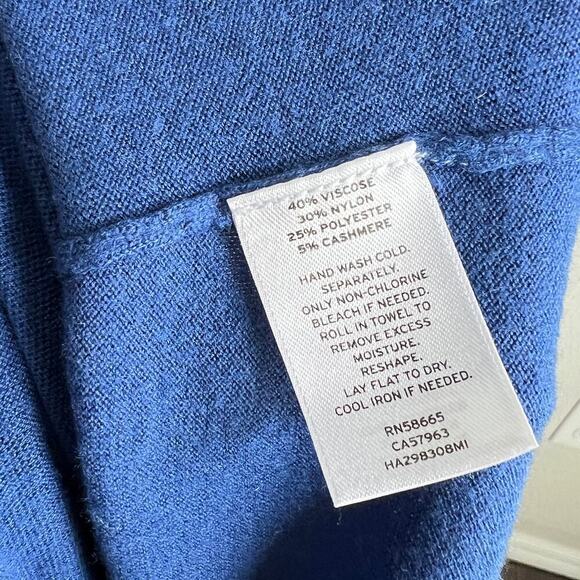 40% VISCOSE
30% NYLON
25% POLYESTER
5% CASHMERE
HAND WASH COLD.
SEPARATELY.
ONLY NON-CHLORINE
BLEACH IF NEEDED.
ROLL IN TOWEL TO
REMOVE EXCESS
MOISTURE.
RESHAPE.
LAY FLAT TO DRY.
COOL IRON IF NEEDED.
RN58665
CA57963
HA298308MI